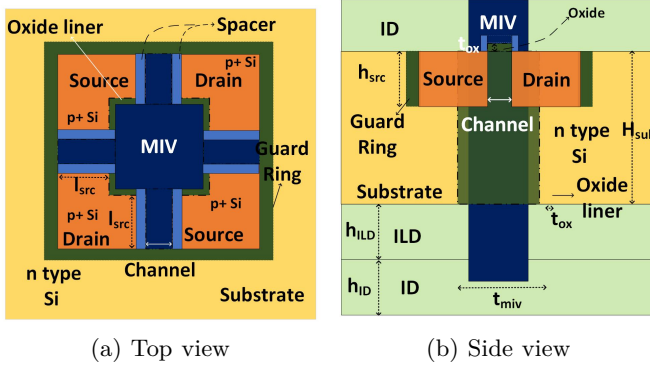 Oxide liner
Spacer
p+ Si
Source
Drain
p+ Si
MIV
Guard
Ring
lsrc
p+ Si
lsrc
p+ Si
Drain
Source
Channel
n type
Si
Substrate
(a) Top view
ID
MIV
Oxide
tox
hsrc
Source
Drain
Guard
Ring
Channel
n type
Si
Hsub
Substrate
Oxide
liner
tox
hILD
ILD
hID
ID
tmiv
(b) Side view